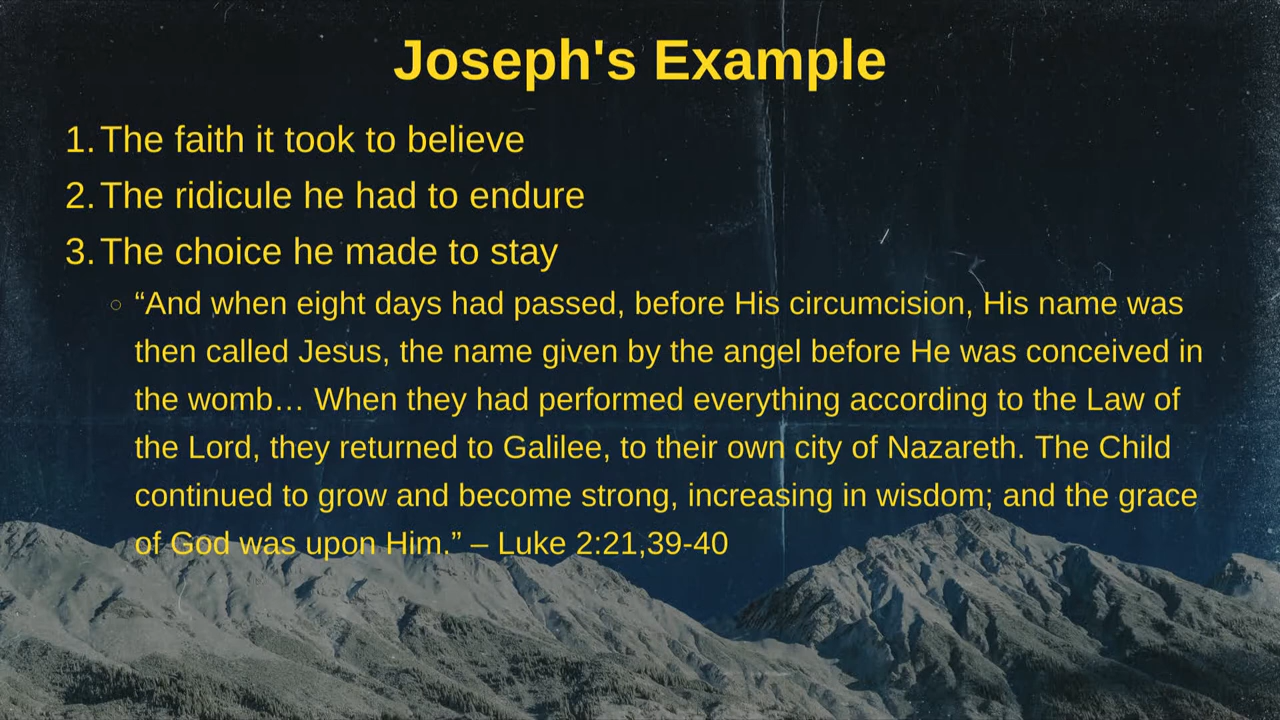 Joseph's Example
1. The faith it took to believe
2. The ridicule he had to endure
3. The choice he made to stay
○ “And when eight days had passed, before His circumcision, His name was
then called Jesus, the name given by the angel before He was conceived in
the womb… When they had performed everything according to the Law of
the Lord, they returned to Galilee, to their own city of Nazareth. The Child
continued to grow and become strong, increasing in wisdom; and the grace
of God was upon Him.” – Luke 2:21,39-40